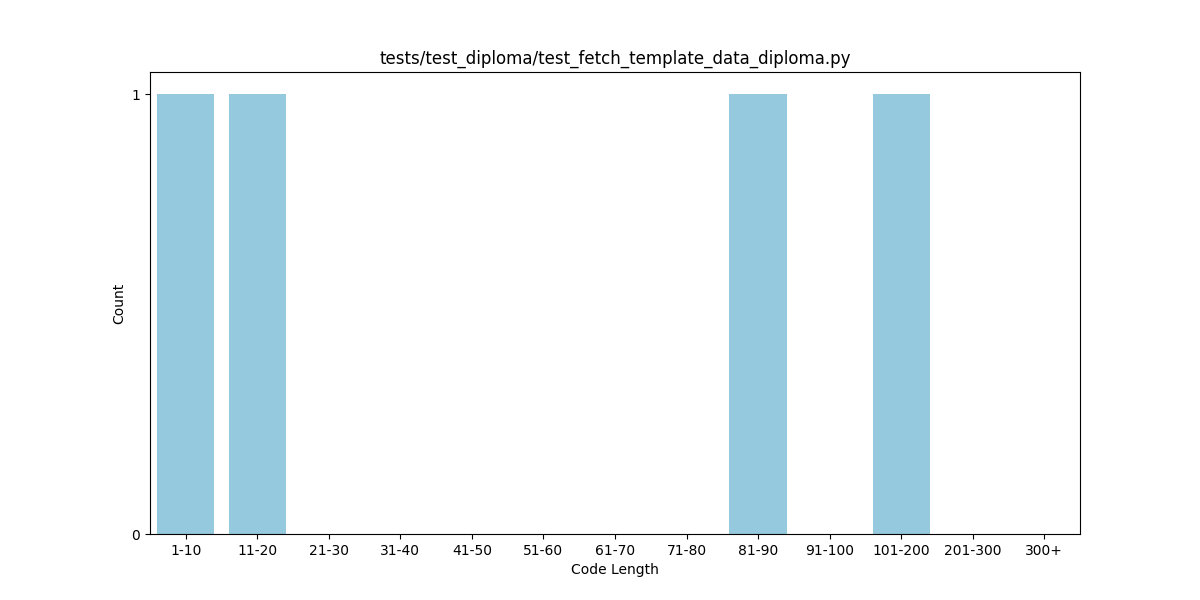 tests/test_diploma/test_fetch_template_data_diploma.py
1
Count
0
1-10 11-20 21-30 31-40 41-50 51-60 61-70 71-80 81-90 91-100 101-200 201-300 300+
Code Length